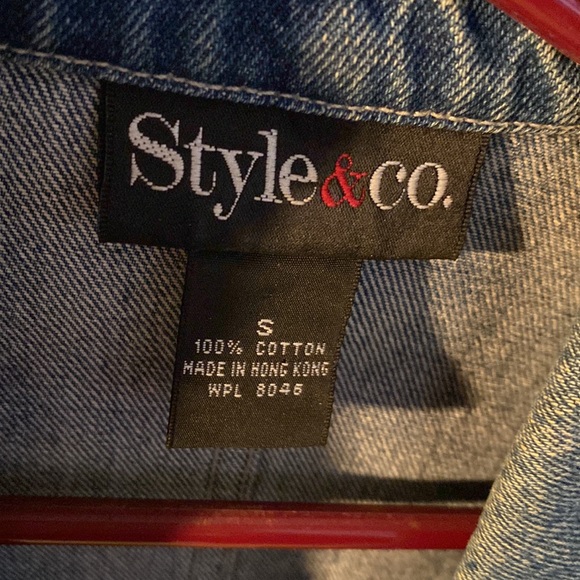 Style&co.
S
100% COTTON
MADE IN HONG KONG
WPL 8046